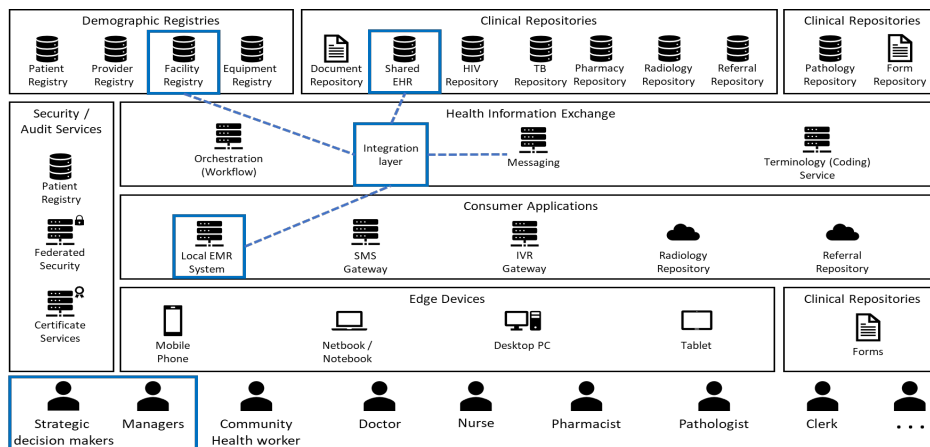 Demographic Registries
Patient
Registry
Provider
Registry
Facility
Registry
Equipment
Registry
Clinical Repositories
Document
Repository
Shared
EHR
HIV
Repository
TB
Repository
Pharmacy
Repository
Radiology
Repository
Referral
Repository
Clinical Repositories
Pathology
Repository
Form
Repository
Security /
Audit Services
Patient
Registry
Federated
Security
Certificate
Services
Health Information Exchange
Orchestration
(Workflow)
Integration
layer
Messaging
Terminology (Coding)
Service
Consumer Applications
Local EMR
System
SMS
Gateway
IVR
Gateway
Radiology
Repository
Referral
Repository
Edge Devices
Mobile
Phone
Netbook /
Notebook
Desktop PC
Tablet
Clinical Repositories
Forms
Strategic
decision makers
Managers
Community
Health worker
Doctor
Nurse
Pharmacist
Pathologist
Clerk
...